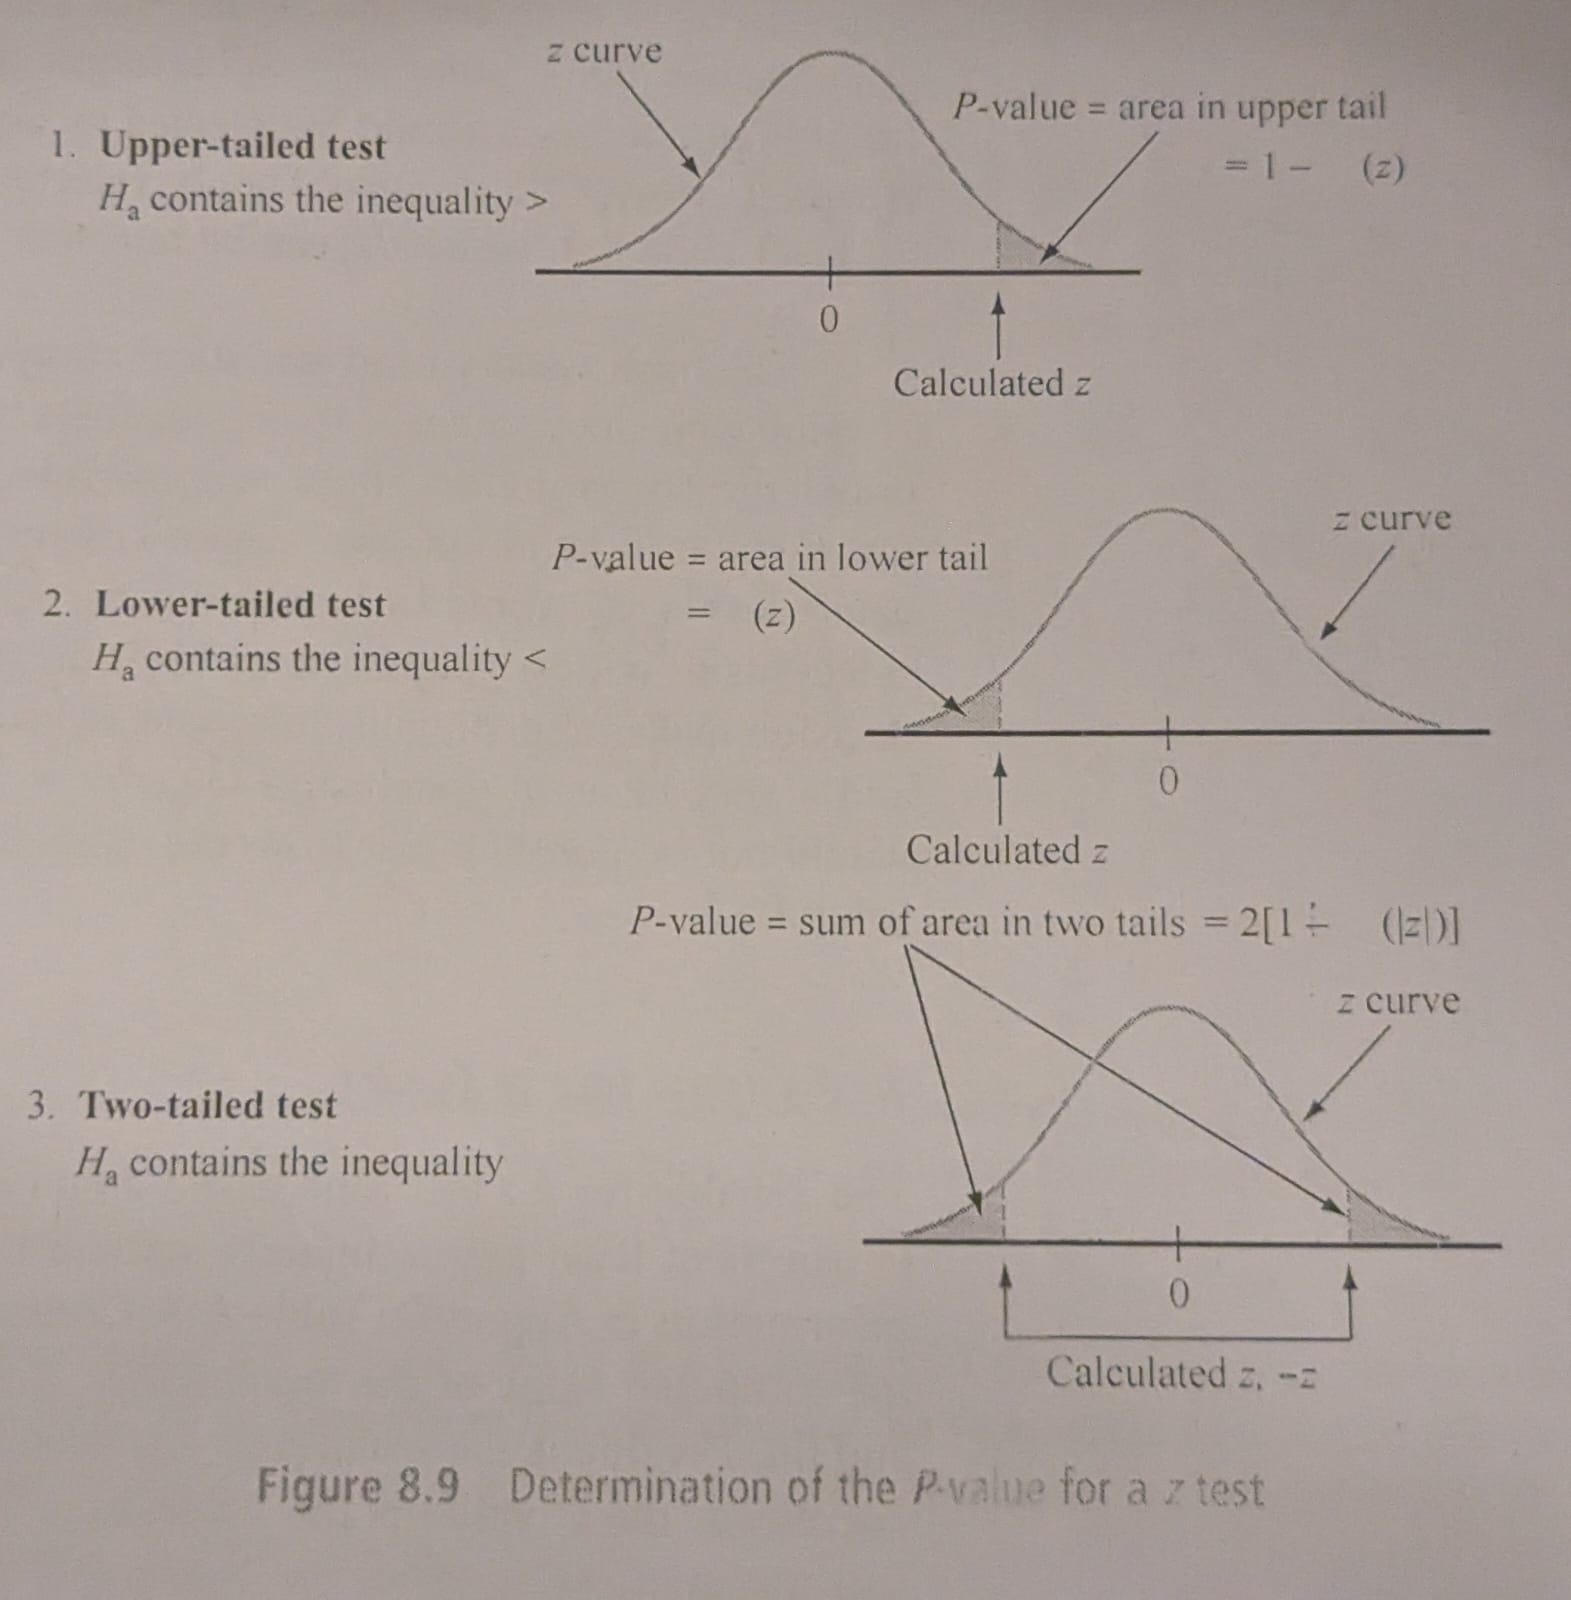 z curve
P-value = area in upper tail
= 1 − (z)
1. Upper-tailed test
Hₐ contains the inequality >
0
Calculated z
z curve
P-value = area in lower tail
= (z)
2. Lower-tailed test
Hₐ contains the inequality <
0
Calculated z
P-value = sum of area in two tails = 2[1 − (|z|)]
z curve
3. Two-tailed test
Hₐ contains the inequality
0
Calculated z, −z
Figure 8.9 Determination of the P-value for a z test